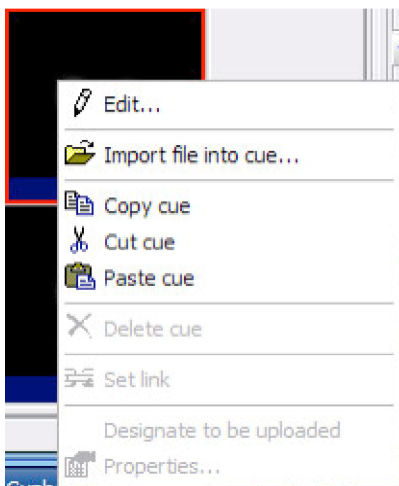 Edit...
Import file into cue...
Copy cue
Cut cue
Paste cue
Delete cue
Set link
Designate to be uploaded
Properties...